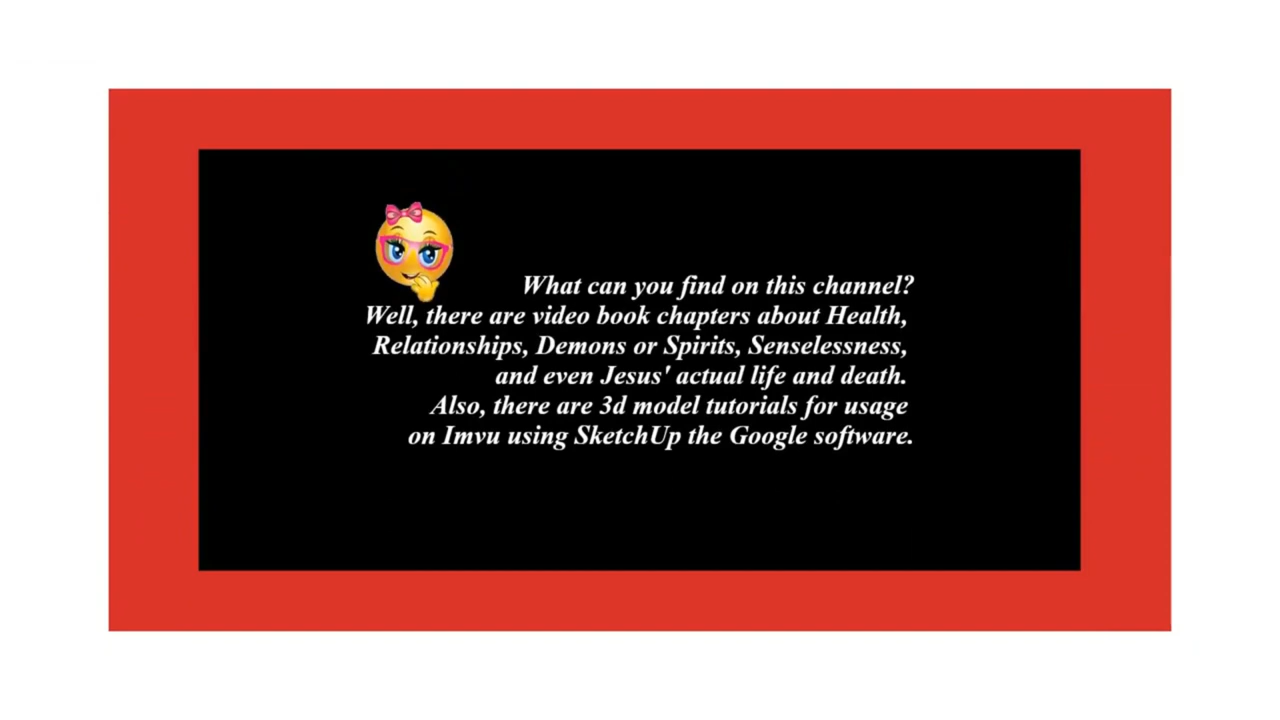 What can you find on this channel?
Well, there are video book chapters about Health,
Relationships, Demons or Spirits, Senselessness,
and even Jesus' actual life and death.
Also, there are 3d model tutorials for usage
on Imvu using SketchUp the Google software.